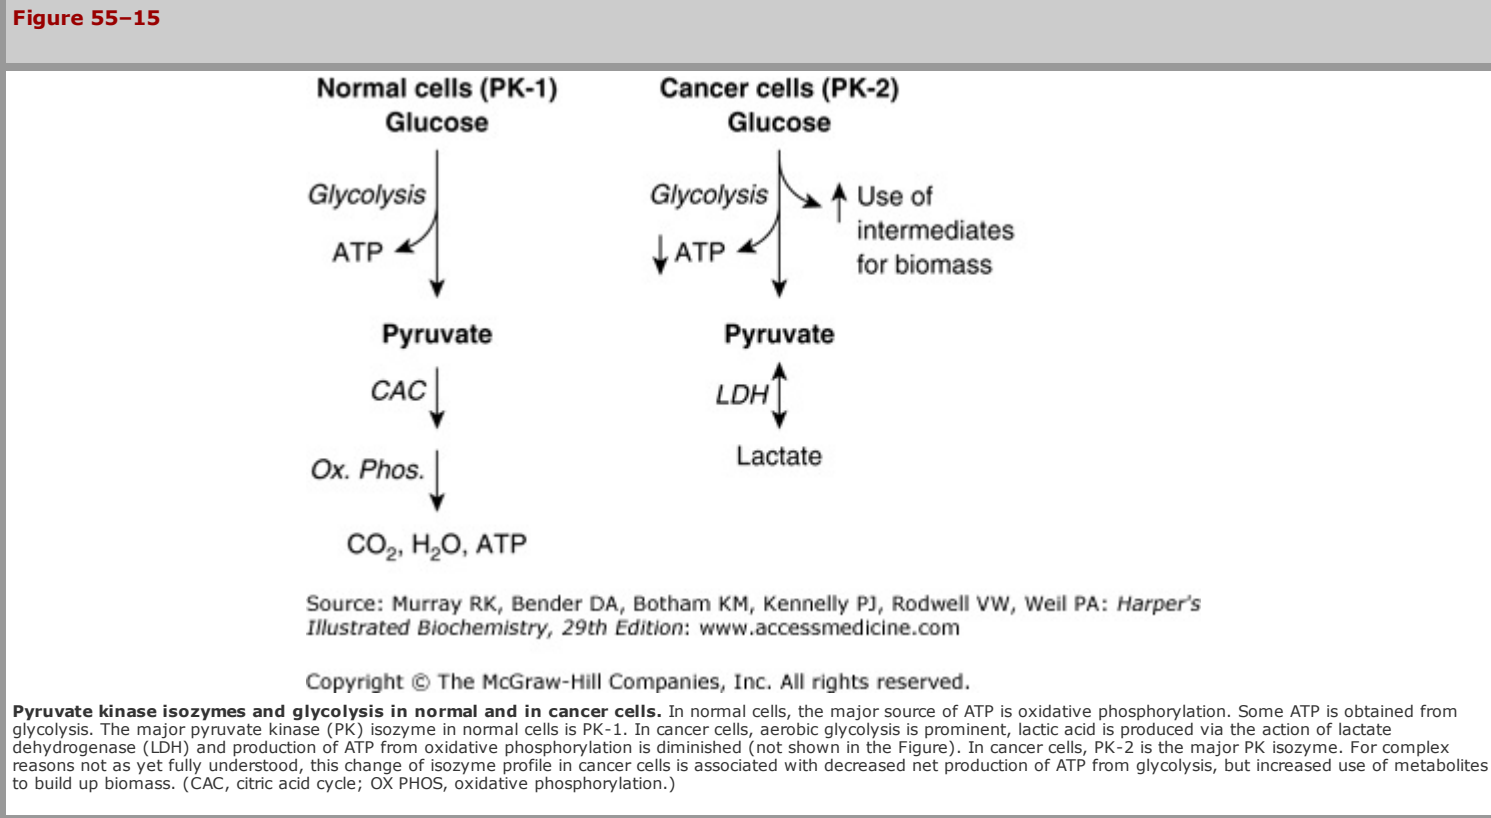 Figure 55–15
Normal cells (PK-1)
Glucose
Glycolysis
ATP
Pyruvate
CAC
Ox. Phos.
CO₂, H₂O, ATP
Cancer cells (PK-2)
Glucose
Glycolysis
↑ Use of
intermediates
for biomass
↓ ATP
Pyruvate
LDH
Lactate
Source: Murray RK, Bender DA, Botham KM, Kennelly PJ, Rodwell VW, Weil PA: Harper's
Illustrated Biochemistry, 29th Edition: www.accessmedicine.com
Copyright © The McGraw-Hill Companies, Inc. All rights reserved.
Pyruvate kinase isozymes and glycolysis in normal and in cancer cells. In normal cells, the major source of ATP is oxidative phosphorylation. Some ATP is obtained from
glycolysis. The major pyruvate kinase (PK) isozyme in normal cells is PK-1. In cancer cells, aerobic glycolysis is prominent, lactic acid is produced via the action of lactate
dehydrogenase (LDH) and production of ATP from oxidative phosphorylation is diminished (not shown in the Figure). In cancer cells, PK-2 is the major PK isozyme. For complex
reasons not as yet fully understood, this change of isozyme profile in cancer cells is associated with decreased net production of ATP from glycolysis, but increased use of metabolites
to build up biomass. (CAC, citric acid cycle; OX PHOS, oxidative phosphorylation.)